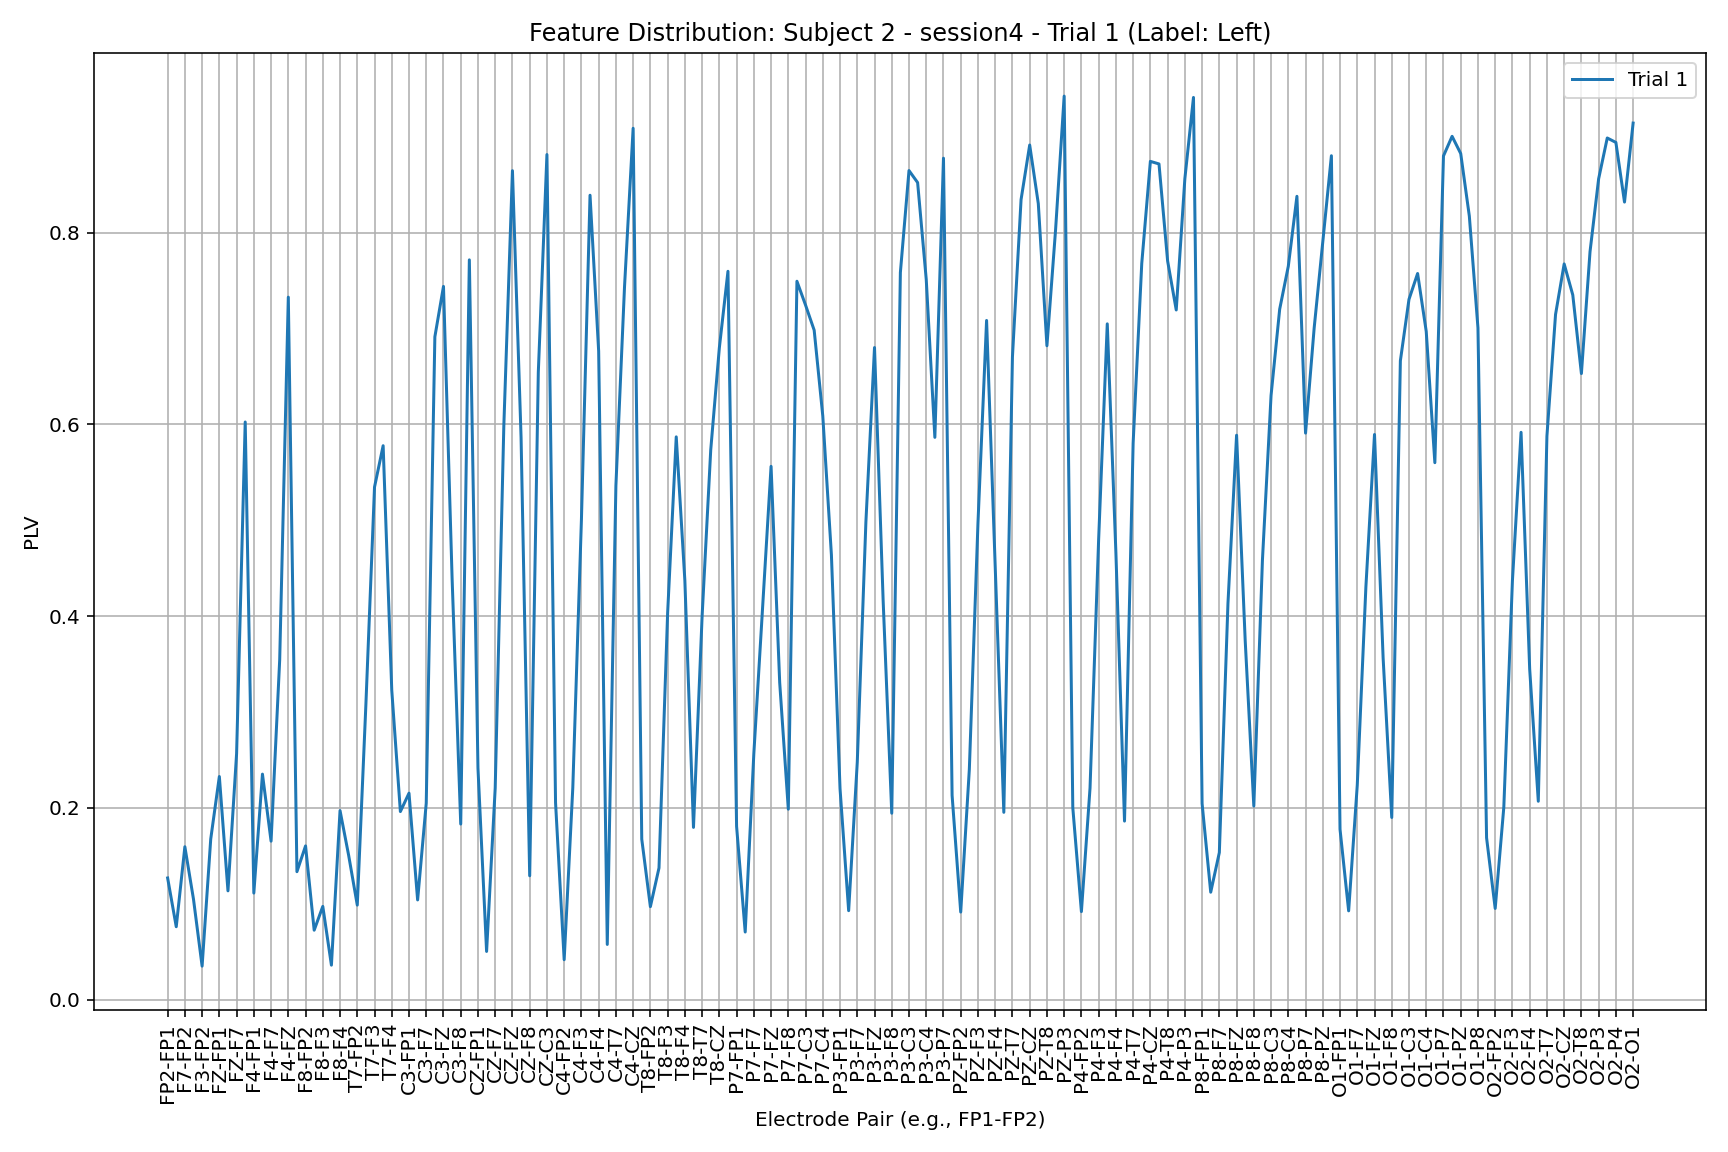 Feature Distribution: Subject 2 - session4 - Trial 1 (Label: Left)
Trial 1
PLV
0.8
0.6
0.4
0.2
0.0
FP2-FP1
F7-FP2
F3-FP2
FZ-FP1
FZ-F7
F4-FP1
F4-F7
F4-FZ
F8-FP2
F8-F3
F8-F4
T7-FP2
T7-F3
T7-F4
C3-FP1
C3-F7
C3-FZ
C3-F8
CZ-FP1
CZ-F7
CZ-FZ
CZ-F8
CZ-C3
C4-FP2
C4-F3
C4-F4
C4-T7
C4-CZ
T8-FP2
T8-F3
T8-F4
T8-T7
T8-CZ
P7-FP1
P7-F7
P7-FZ
P7-F8
P7-C3
P7-C4
P3-FP1
P3-F7
P3-FZ
P3-F8
P3-C3
P3-C4
P3-P7
PZ-FP2
PZ-F3
PZ-F4
PZ-T7
PZ-CZ
PZ-T8
PZ-P3
P4-FP2
P4-F3
P4-F4
P4-T7
P4-CZ
P4-T8
P4-P3
P8-FP1
P8-F7
P8-FZ
P8-F8
P8-C3
P8-C4
P8-P7
P8-PZ
O1-FP1
O1-F7
O1-FZ
O1-F8
O1-C3
O1-C4
O1-P7
O1-PZ
O1-P8
O2-FP2
O2-F3
O2-F4
O2-T7
O2-CZ
O2-T8
O2-P3
O2-P4
O2-O1
Electrode Pair (e.g., FP1-FP2)